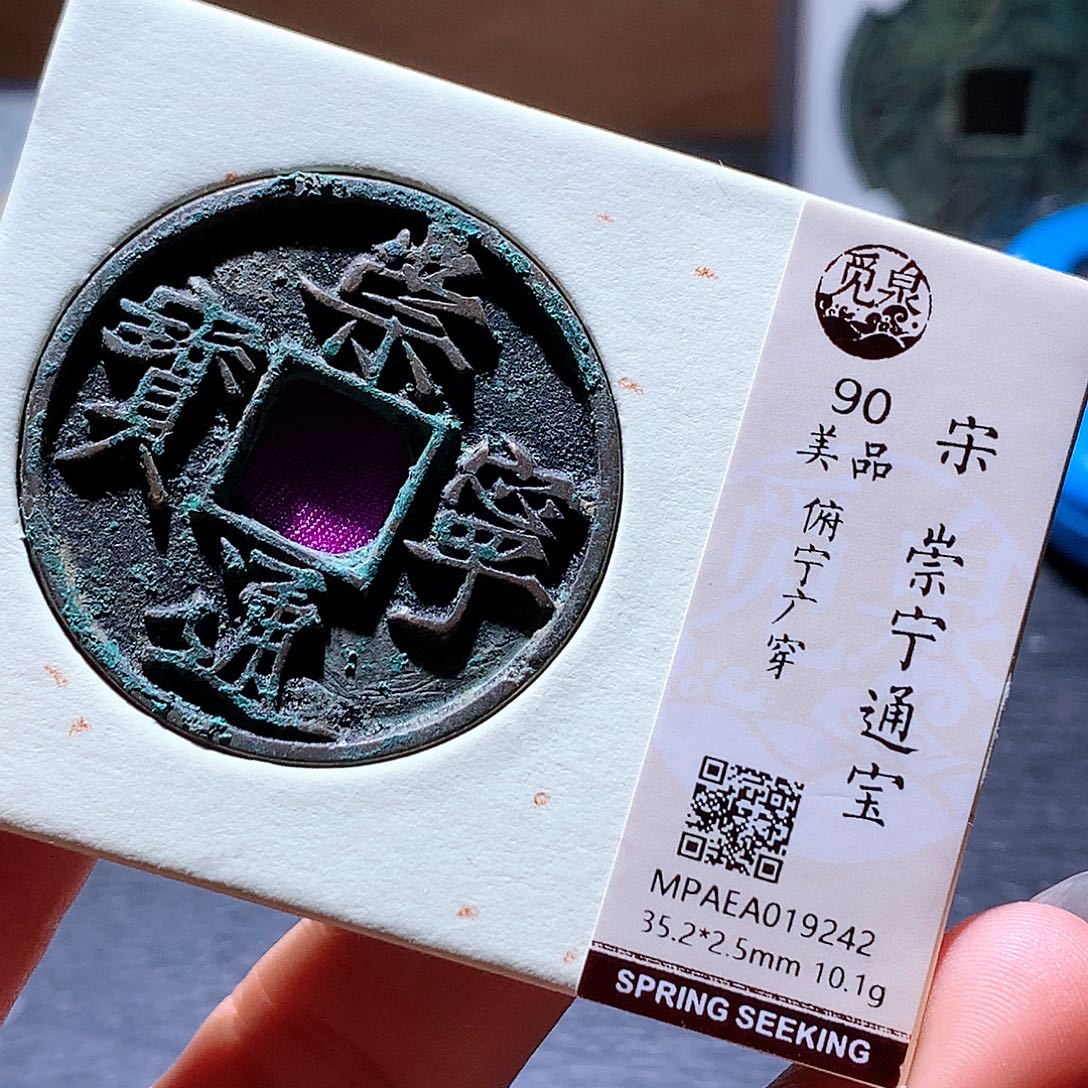 崇寧通寶
覓泉
90
美品
俯宁广穿
宋 崇宁通宝
MPAEA019242
35.2*2.5mm 10.1g
SPRING SEEKING